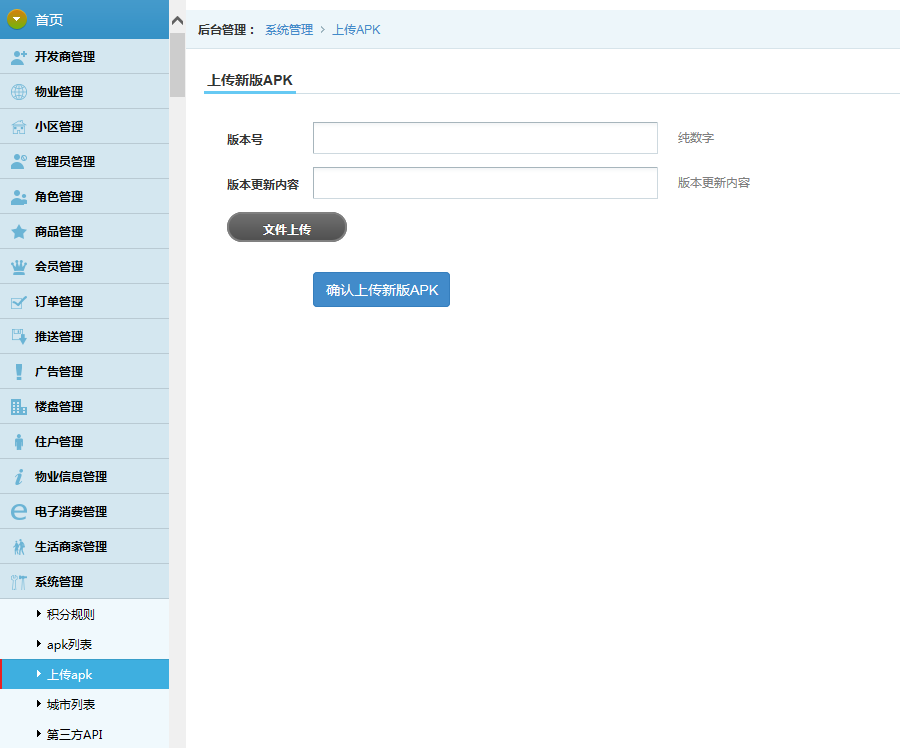 首页
开发商管理
物业管理
小区管理
管理员管理
角色管理
商品管理
会员管理
订单管理
推送管理
广告管理
楼盘管理
住户管理
物业信息管理
电子消费管理
生活商家管理
系统管理
积分规则
apk列表
上传apk
城市列表
第三方API
后台管理： 系统管理 › 上传APK
上传新版APK
版本号 纯数字
版本更新内容 版本更新内容
文件上传
确认上传新版APK